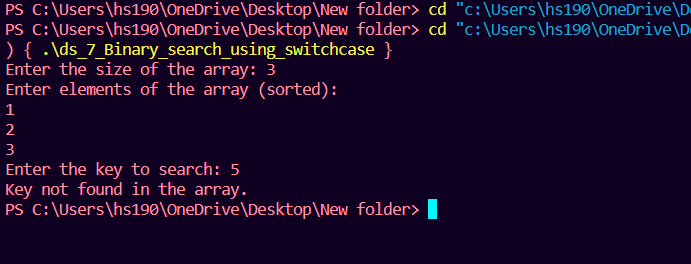 PS C:\Users\hs190\OneDrive\Desktop\New folder> cd "c:\Users\hs190\OneDrive\De
PS C:\Users\hs190\OneDrive\Desktop\New folder> cd "c:\Users\hs190\OneDrive\De
) { .\ds_7_Binary_search_using_switchcase }
Enter the size of the array: 3
Enter elements of the array (sorted):
1
2
3
Enter the key to search: 5
Key not found in the array.
PS C:\Users\hs190\OneDrive\Desktop\New folder>